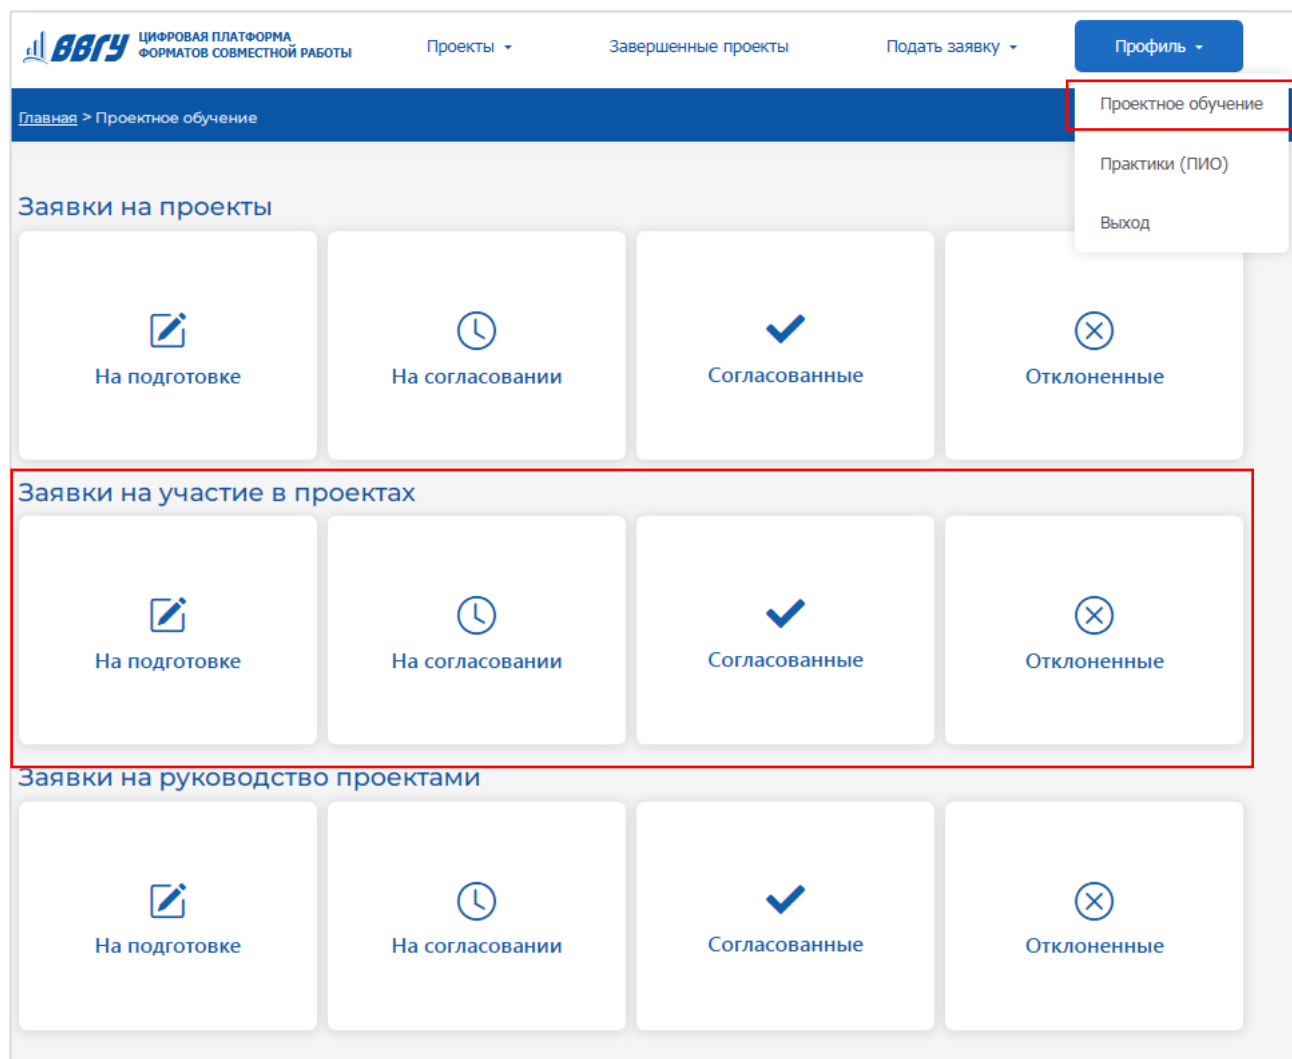 ВВГУ ЦИФРОВАЯ ПЛАТФОРМА
ФОРМАТОВ СОВМЕСТНОЙ РАБОТЫ
Проекты
Завершенные проекты
Подать заявку
Профиль
Проектное обучение
Практики (ПИО)
Выход
Главная > Проектное обучение
Заявки на проекты
На подготовке
На согласовании
Согласованные
Отклоненные
Заявки на участие в проектах
На подготовке
На согласовании
Согласованные
Отклоненные
Заявки на руководство проектами
На подготовке
На согласовании
Согласованные
Отклоненные